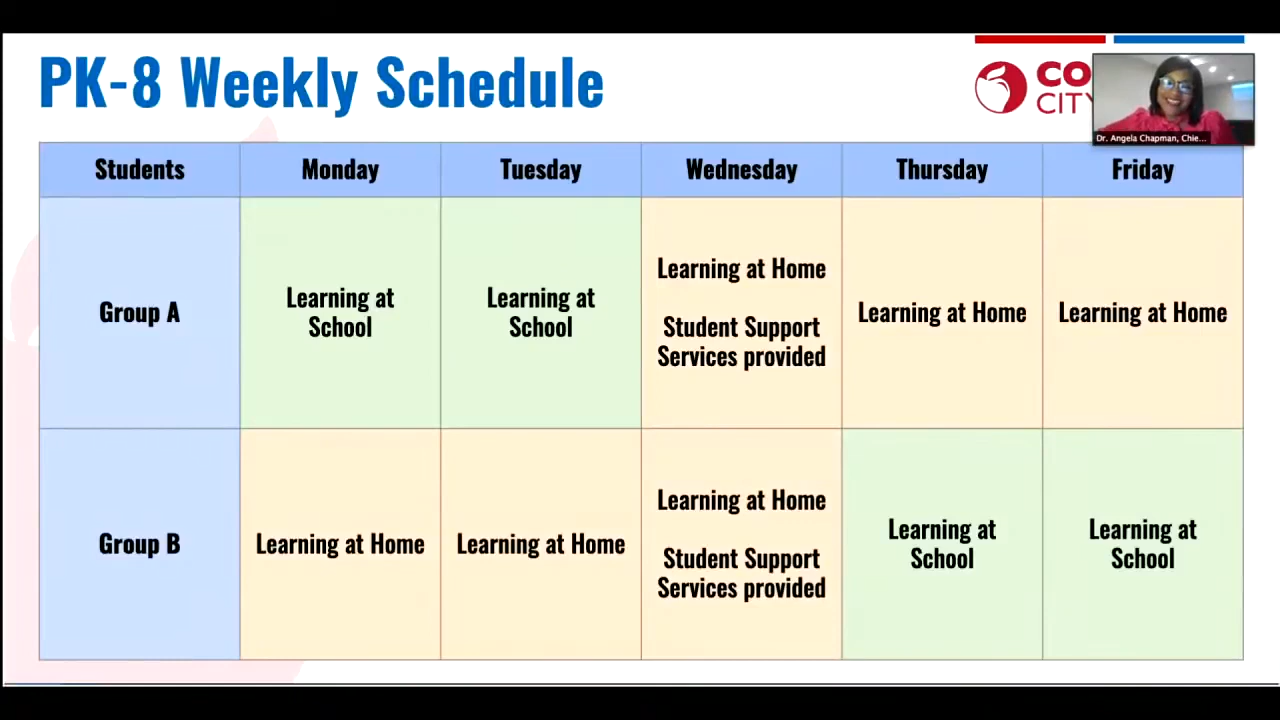 PK-8 Weekly Schedule
CO
CITY
Dr. Angela Chapman, Chie...
Students Monday Tuesday Wednesday Thursday Friday
Group A
Learning at
School
Learning at
School
Learning at Home
Student Support
Services provided
Learning at Home
Learning at Home
Group B
Learning at Home
Learning at Home
Learning at Home
Student Support
Services provided
Learning at
School
Learning at
School